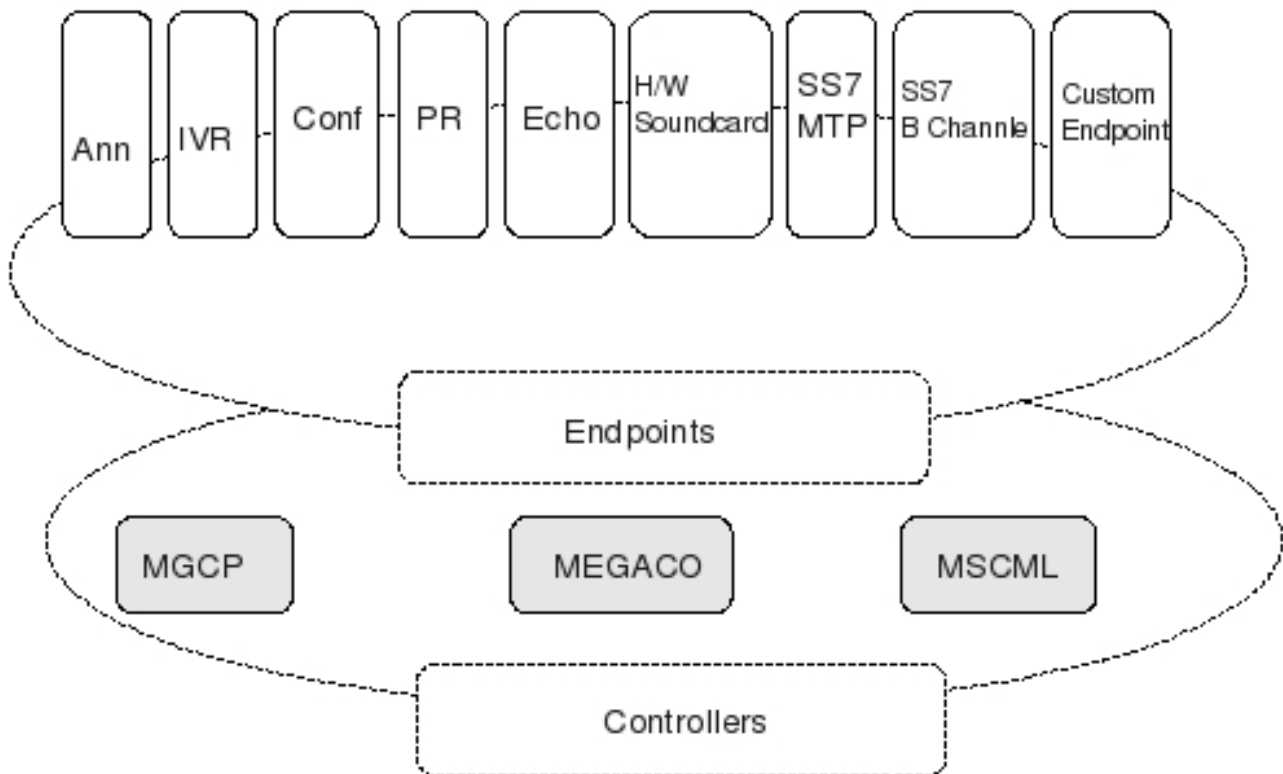 Ann
IVR
Conf
PR
Echo
H/W
Soundcard
SS7
MTP
SS7
B Channle
Custom
Endpoint
Endpoints
MGCP
MEGACO
MSCML
Controllers